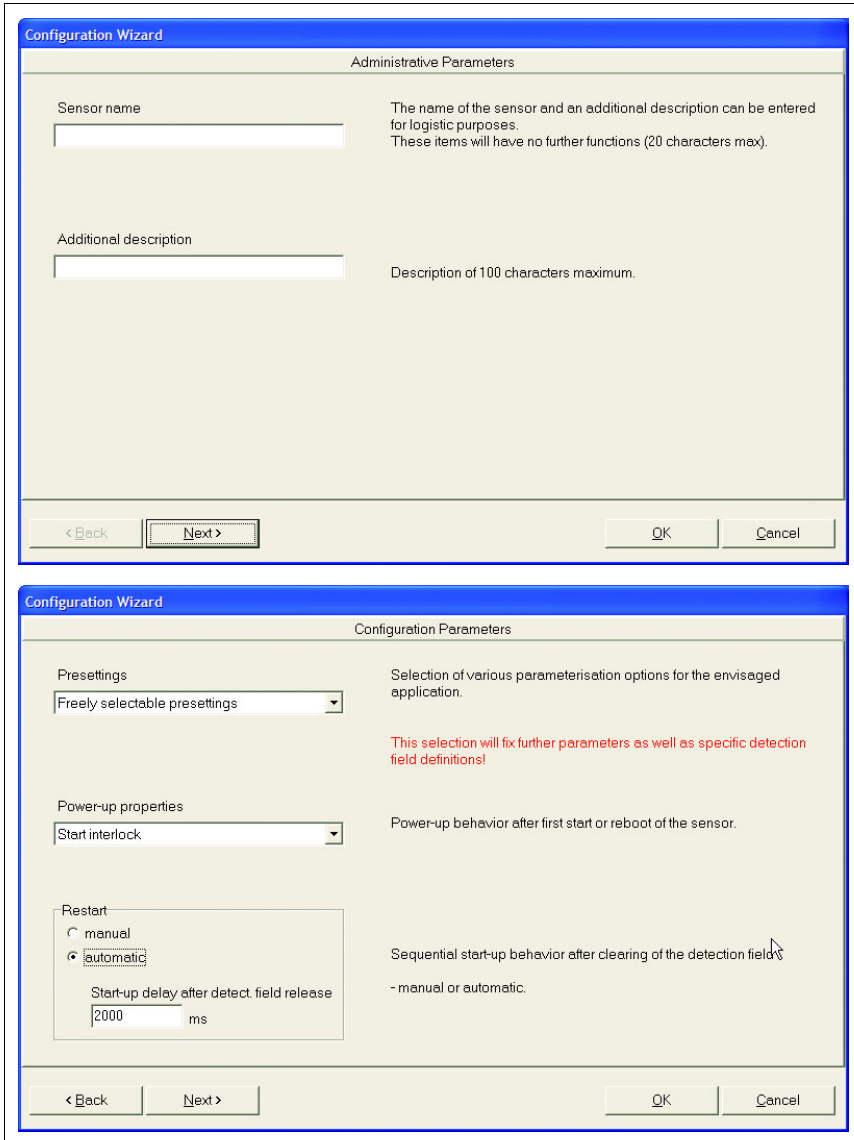 Configuration Wizard
Administrative Parameters
Sensor name
The name of the sensor and an additional description can be entered
for logistic purposes.
These items will have no further functions (20 characters max).
Additional description
Description of 100 characters maximum.
< Back
Next >
OK
Cancel
Configuration Wizard
Configuration Parameters
Presettings
Freely selectable presettings
Selection of various parameterisation options for the envisaged
application.
This selection will fix further parameters as well as specific detection
field definitions!
Power-up properties
Start interlock
Power-up behavior after first start or reboot of the sensor.
Restart
manual
automatic
Start-up delay after detect. field release
2000 ms
Sequential start-up behavior after clearing of the detection field
- manual or automatic.
< Back
Next >
OK
Cancel